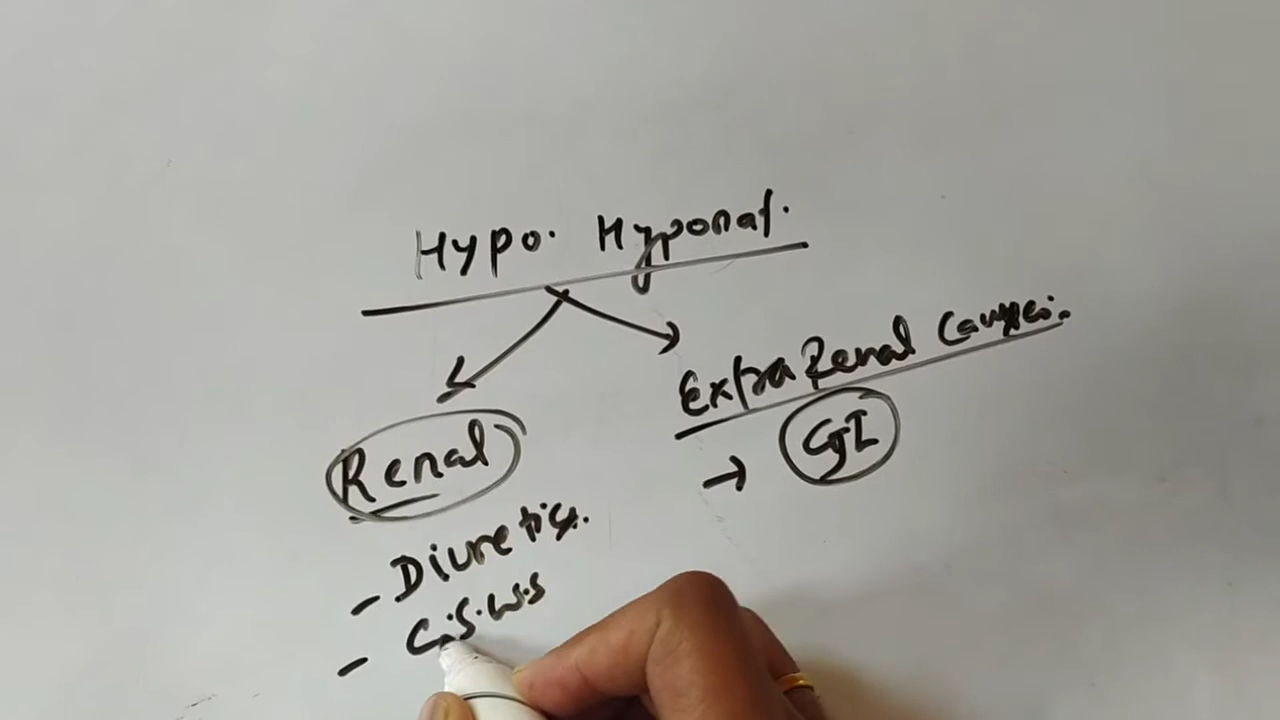 Hypo. Hyponat.
Extra Renal Causes.
Renal
→ GI
- Diuretics.
- C.S.W.S